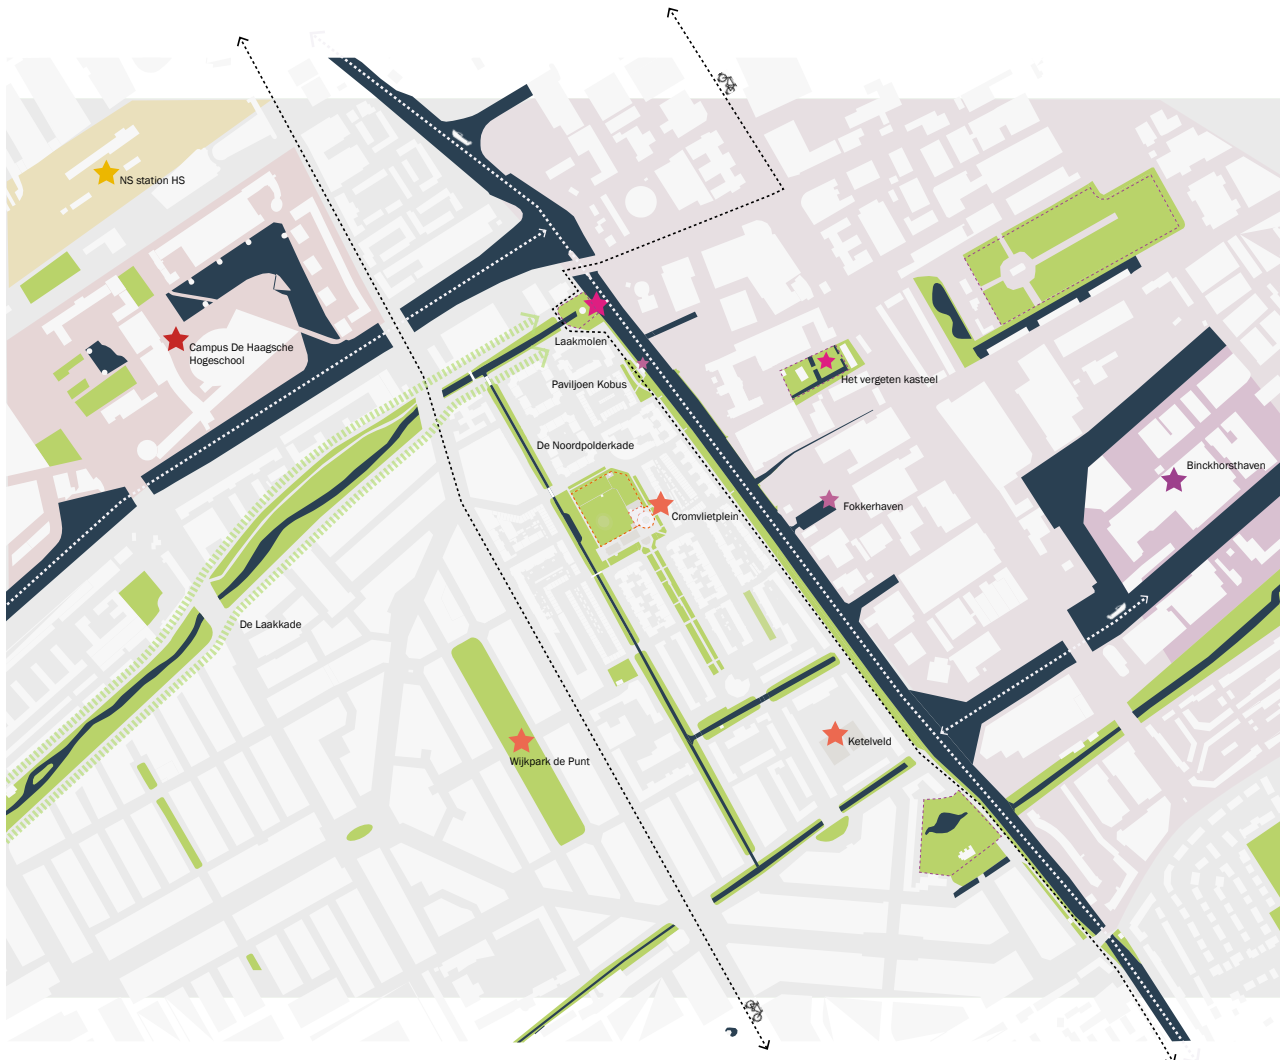 NS station HS
Campus De Haagsche
Hogeschool
Laakmolen
Paviljoen Kobus
Het vergeten kasteel
De Noordpolderkade
Binckhorsthaven
Fokkerhaven
Cromvlietplein
De Laakkade
Ketelveld
Wijkpark de Punt